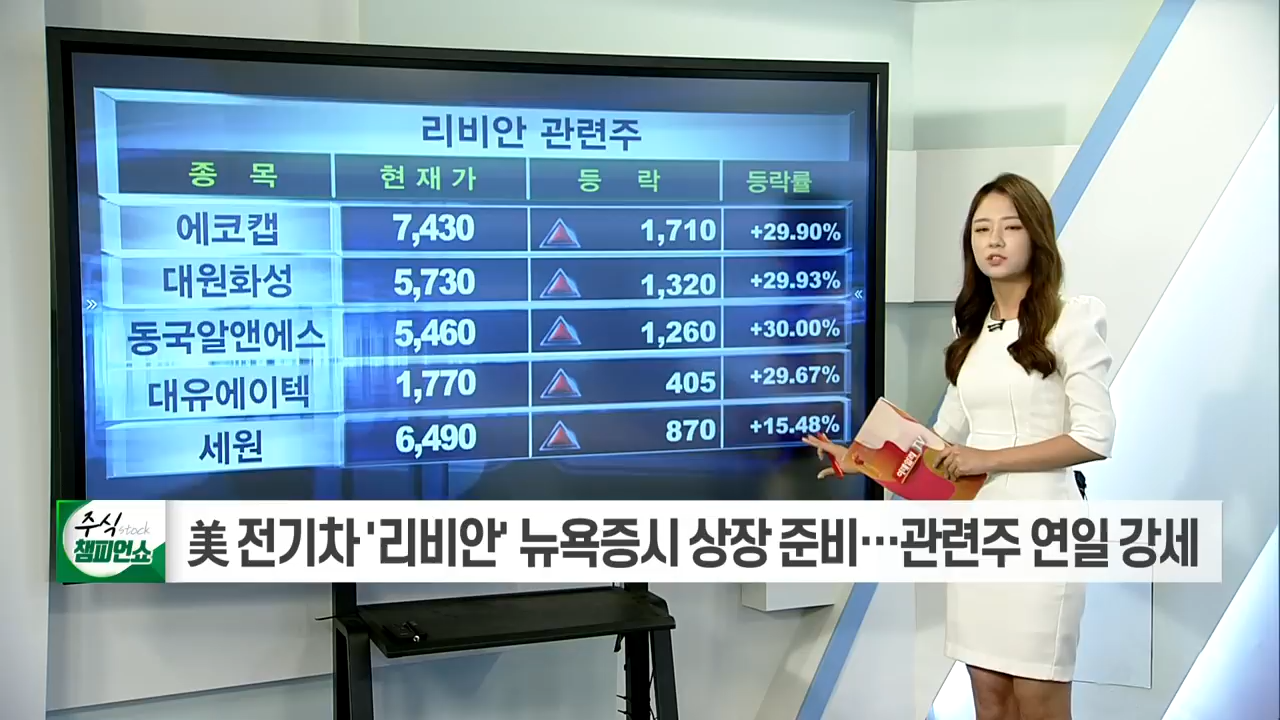 리비안 관련주
종 목 현재가 등 락 등락률
에코캡 7,430 1,710 +29.90%
대원화성 5,730 1,320 +29.93%
동국알앤에스 5,460 1,260 +30.00%
대유에이텍 1,770 405 +29.67%
세원 6,490 870 +15.48%
주식 stock
챔피언쇼
美 전기차 '리비안' 뉴욕증시 상장 준비…관련주 연일 강세